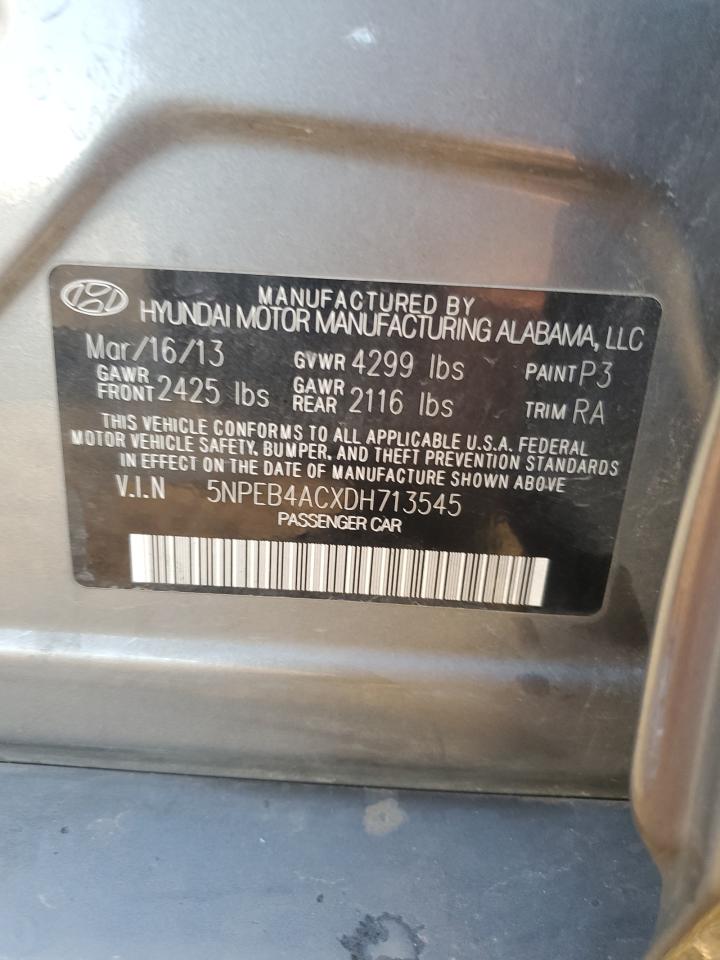 MANUFACTURED BY
HYUNDAI MOTOR MANUFACTURING ALABAMA, LLC
Mar/16/13 GVWR 4299 lbs PAINT P3
GAWR FRONT 2425 lbs GAWR REAR 2116 lbs TRIM RA
THIS VEHICLE CONFORMS TO ALL APPLICABLE U.S.A. FEDERAL
MOTOR VEHICLE SAFETY, BUMPER, AND THEFT PREVENTION STANDARDS
IN EFFECT ON THE DATE OF MANUFACTURE SHOWN ABOVE
V.I.N 5NPEB4ACXDH713545
PASSENGER CAR